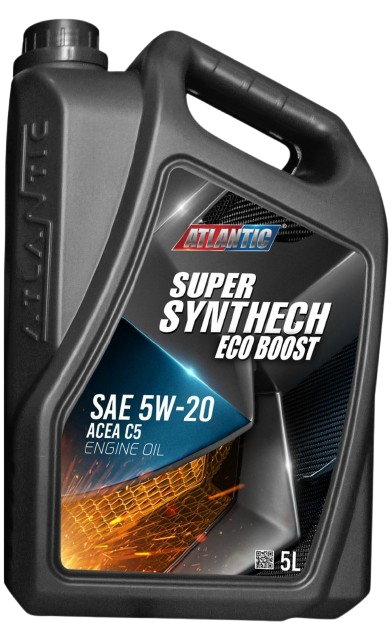 ATLANTIC
ATLANTIC®
SUPER
SYNTHECH
ECO BOOST
SAE 5W-20
ACEA C5
ENGINE OIL
5L